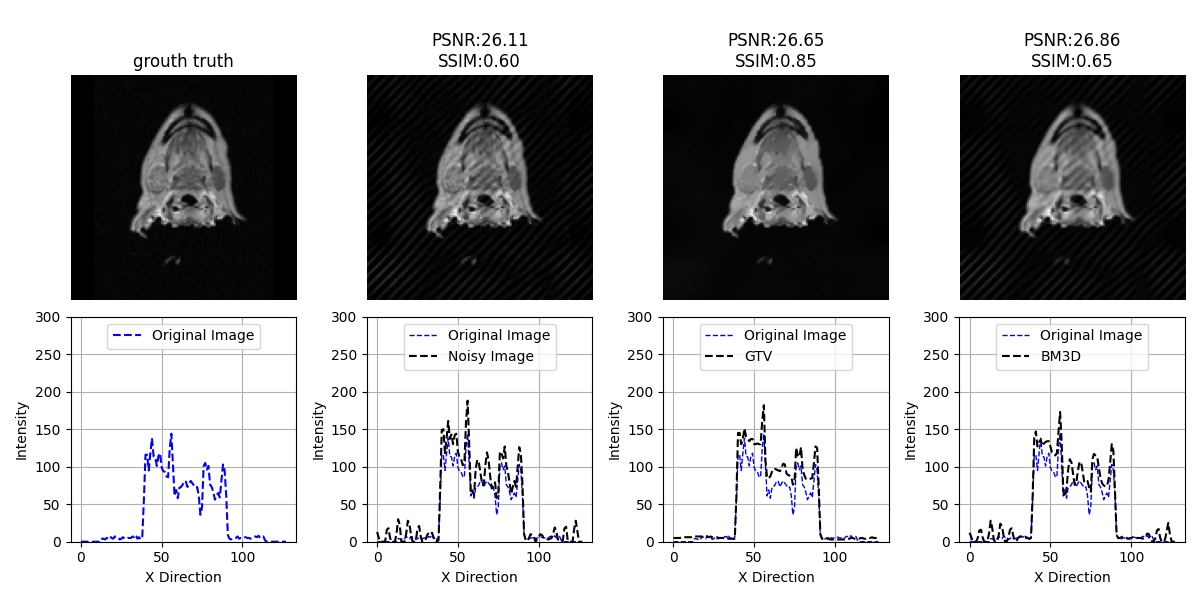 PSNR:26.11
PSNR:26.65
PSNR:26.86
grouth truth
SSIM:0.60
SSIM:0.85
SSIM:0.65
300
250
200
150
100
50
0
Intensity
0
50
100
X Direction
Original Image
300
250
200
150
100
50
0
Intensity
0
50
100
X Direction
Original Image
Noisy Image
300
250
200
150
100
50
0
Intensity
0
50
100
X Direction
Original Image
GTV
300
250
200
150
100
50
0
Intensity
0
50
100
X Direction
Original Image
BM3D